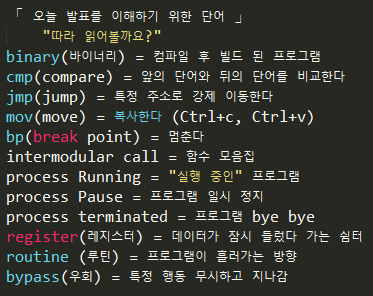 「 오늘 발표를 이해하기 위한 단어 」
"따라 읽어볼까요?"
binary(바이너리) = 컴파일 후 빌드 된 프로그램
cmp(compare) = 앞의 단어와 뒤의 단어를 비교한다
jmp(jump) = 특정 주소로 강제 이동한다
mov(move) = 복사한다 (Ctrl+c, Ctrl+v)
bp(break point) = 멈춘다
intermodular call = 함수 모음집
process Running = "실행 중인" 프로그램
process Pause = 프로그램 일시 정지
process terminated = 프로그램 bye bye
register(레지스터) = 데이터가 잠시 들렀다 가는 쉼터
routine (루틴) = 프로그램이 흘러가는 방향
bypass(우회) = 특정 행동 무시하고 지나감